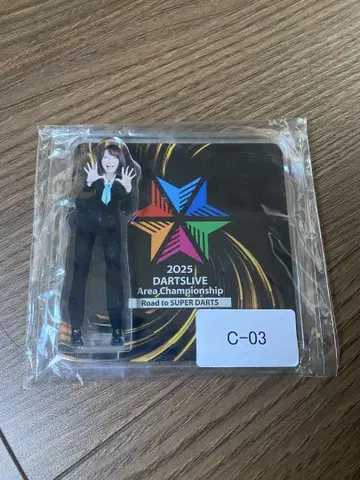 2025
DARTSLIVE
Area Championship
Road to SUPER DARTS
C-03